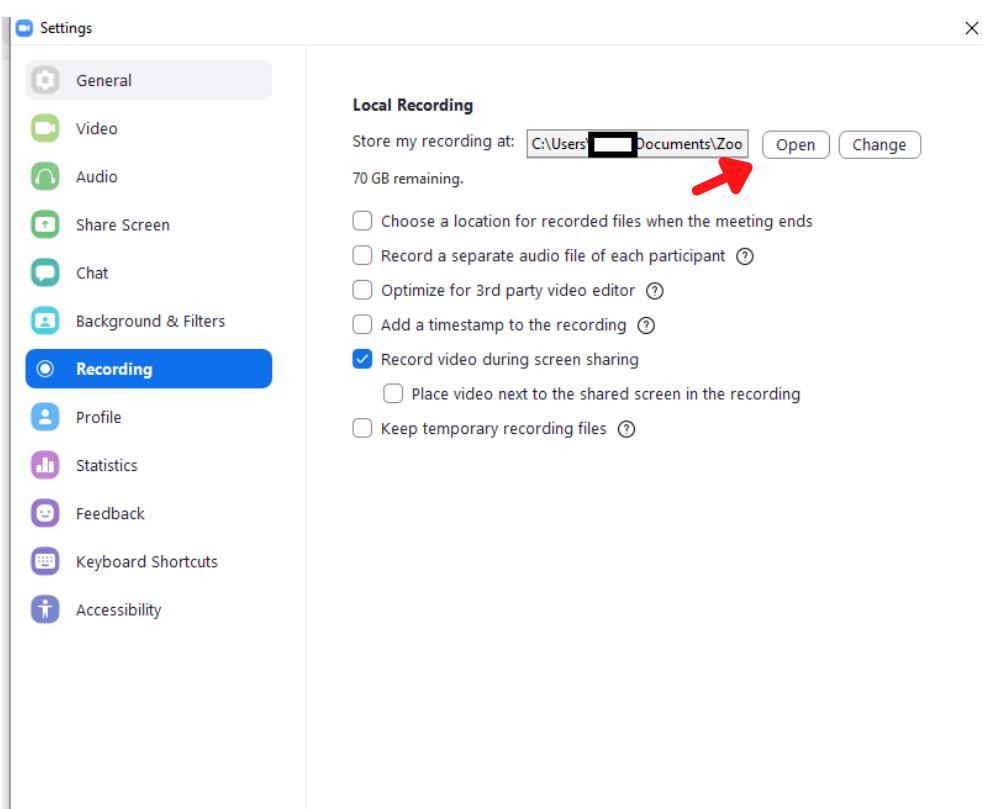 Settings
General
Video
Audio
Share Screen
Chat
Background & Filters
Recording
Profile
Statistics
Feedback
Keyboard Shortcuts
Accessibility
Local Recording
Store my recording at: C:\Users\ Documents\Zoo Open Change
70 GB remaining.
Choose a location for recorded files when the meeting ends
Record a separate audio file of each participant ?
Optimize for 3rd party video editor ?
Add a timestamp to the recording ?
Record video during screen sharing
Place video next to the shared screen in the recording
Keep temporary recording files ?